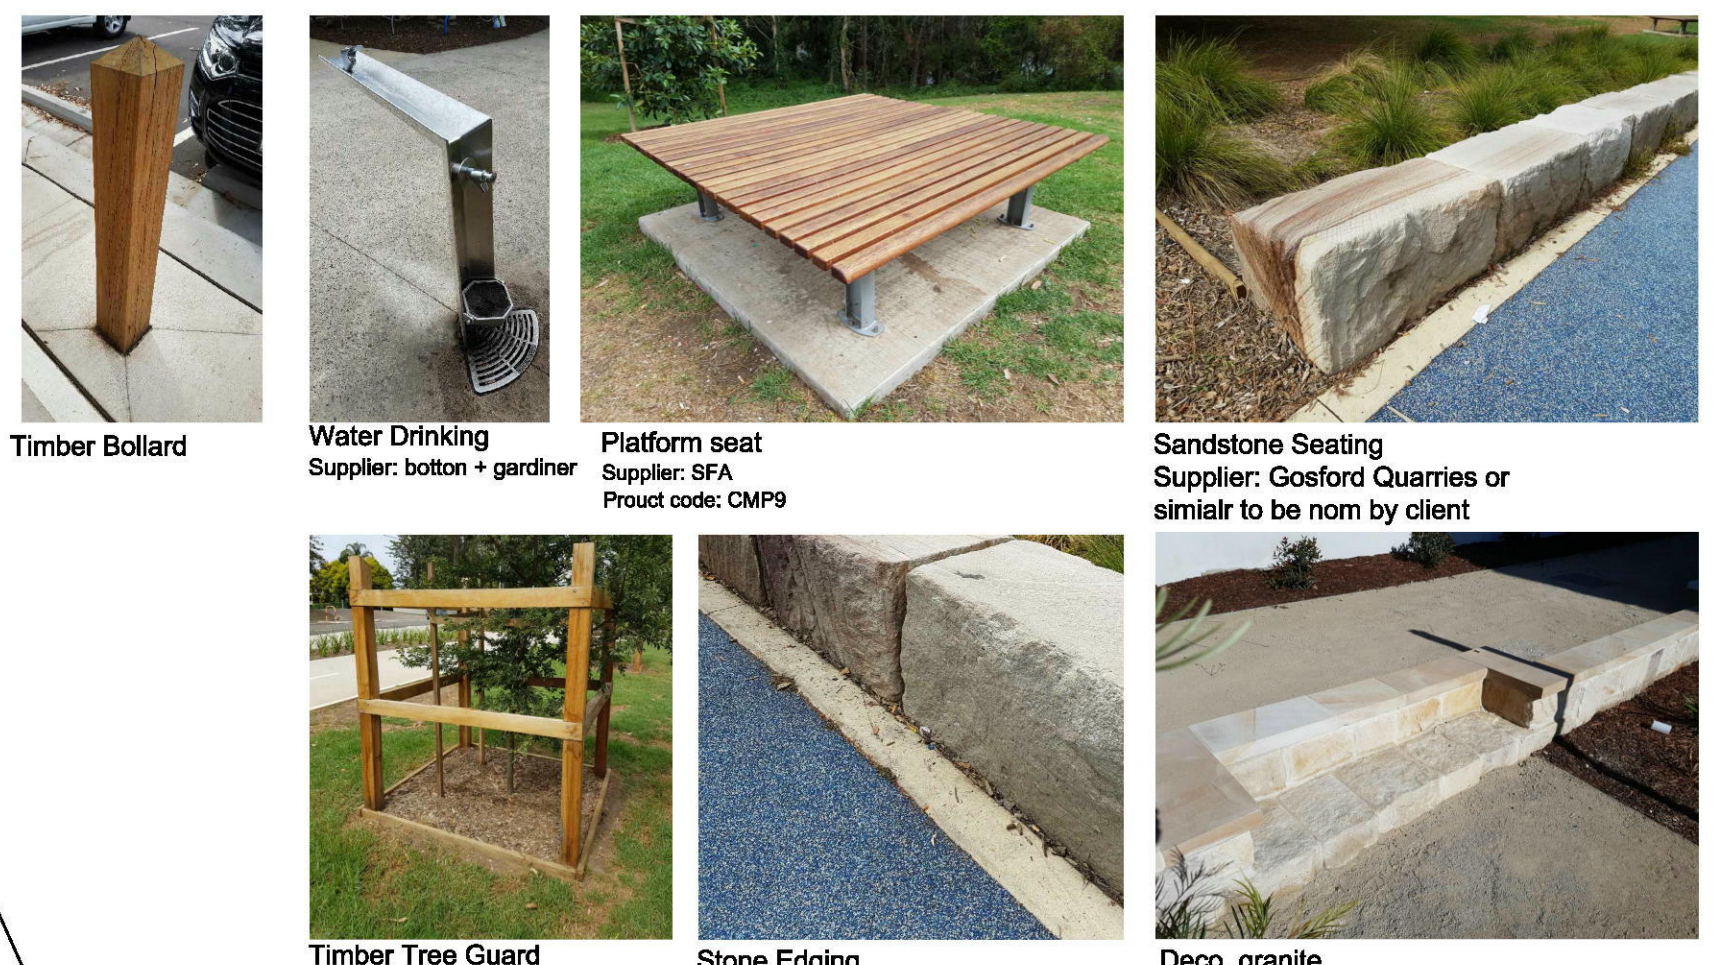 Timber Bollard
Water Drinking
Supplier: botton + gardiner
Platform seat
Supplier: SFA
Prouct code: CMP9
Sandstone Seating
Supplier: Gosford Quarries or
simialr to be nom by client
Timber Tree Guard
Stone Edging
Deco. granite